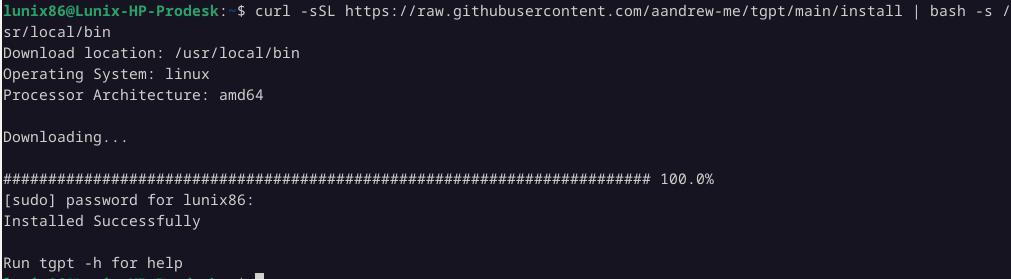 lunix86@Lunix-HP-Prodesk:~$ curl -sSL https://raw.githubusercontent.com/aandrew-me/tgpt/main/install | bash -s /
sr/local/bin
Download location: /usr/local/bin
Operating System: linux
Processor Architecture: amd64
Downloading...
######################################################################## 100.0%
[sudo] password for lunix86:
Installed Successfully
Run tgpt -h for help